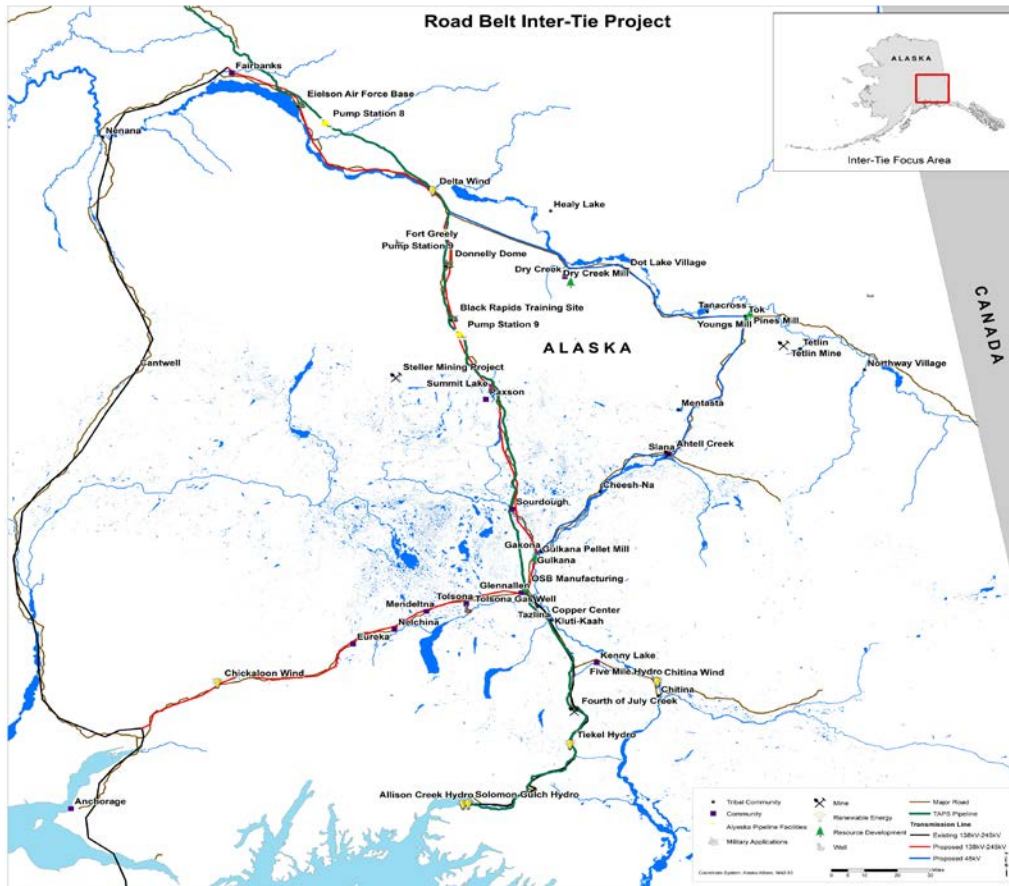 Road Belt Inter-Tie Project
ALASKA
Inter-Tie Focus Area
Fairbanks
Eielson Air Force Base
Pump Station 8
Nenana
Delta Wind
Healy Lake
Fort Greely
Pump Station 9
Donnelly Dome
Dot Lake Village
Dry Creek
Dry Creek Mill
Black Rapids Training Site
Pump Station 9
Tanacross
Tok
Youngs Mill
Pines Mill
Tetlin
Tetlin Mine
Northway Village
CANADA
ALASKA
Cantwell
Steller Mining Project
Summit Lake
Paxson
Mentasta
Slana
Ahtell Creek
Cheesh-Na
Sourdough
Gakona
Gulkana Pellet Mill
Gulkana
OSB Manufacturing
Glennallen
Tolsona
Tolsona Gas Well
Mendeltna
Nelchina
Eureka
Copper Center
Tazlina
Kluti-Kaah
Kenny Lake
Five Mile Hydro
Chitina Wind
Chitina
Chickaloon Wind
Fourth of July Creek
Tiekel Hydro
Allison Creek Hydro
Solomon Gulch Hydro
Anchorage
Tribal Community
Community
Alyeska Pipeline Facilities
Military Applications
Mine
Renewable Energy
Resource Development
Well
Major Road
TAPS Pipeline
Transmission Line
Existing 138kV-245kV
Proposed 138kV-245kV
Proposed 45kV
Miles